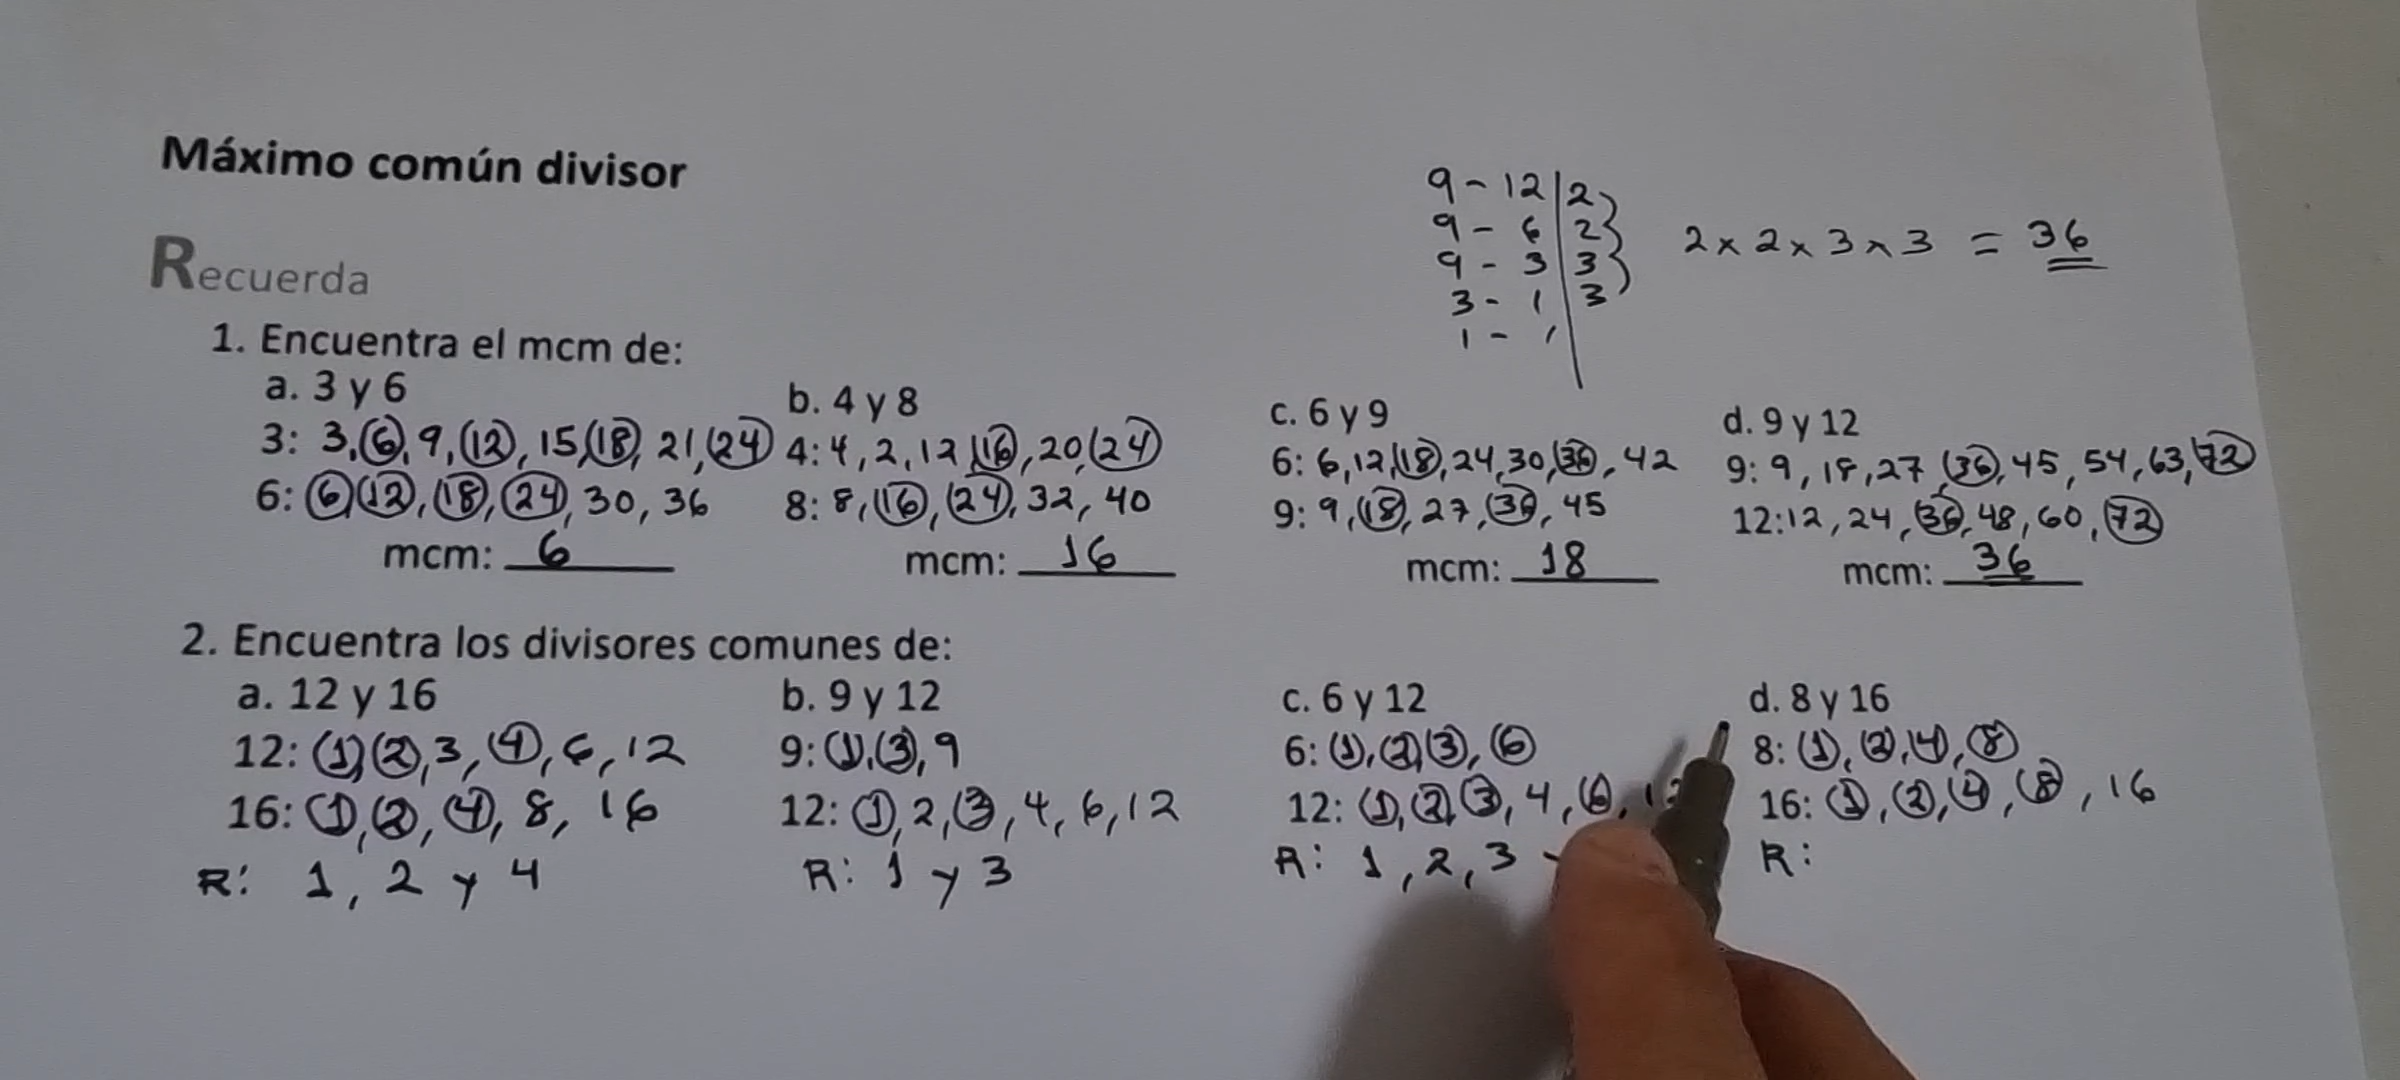 Máximo común divisor
9 - 12 | 2
9 - 6 | 2
9 - 3 | 3
3 - 1 | 3
1 - 1
2 x 2 x 3 x 3 = 36
Recuerda
1. Encuentra el mcm de:
a. 3 y 6
3: 3, 6, 9, 12, 15, 18, 21, 24
6: 6, 12, 18, 24, 30, 36
mcm: 6
b. 4 y 8
4: 4, 2, 12, 16, 20, 24
8: 8, 16, 24, 32, 40
mcm: 16
c. 6 y 9
6: 6, 12, 18, 24, 30, 36, 42
9: 9, 18, 27, 36, 45
mcm: 18
d. 9 y 12
9: 9, 18, 27, 36, 45, 54, 63, 72
12: 12, 24, 36, 48, 60, 72
mcm: 36
2. Encuentra los divisores comunes de:
a. 12 y 16
12: 1, 2, 3, 4, 6, 12
16: 1, 2, 4, 8, 16
R: 1, 2 y 4
b. 9 y 12
9: 1, 3, 9
12: 1, 2, 3, 4, 6, 12
R: 1 y 3
c. 6 y 12
6: 1, 2, 3, 6
12: 1, 2, 3, 4, 6,
R: 1, 2, 3
d. 8 y 16
8: 1, 2, 4, 8
16: 1, 2, 4, 8, 16
R: